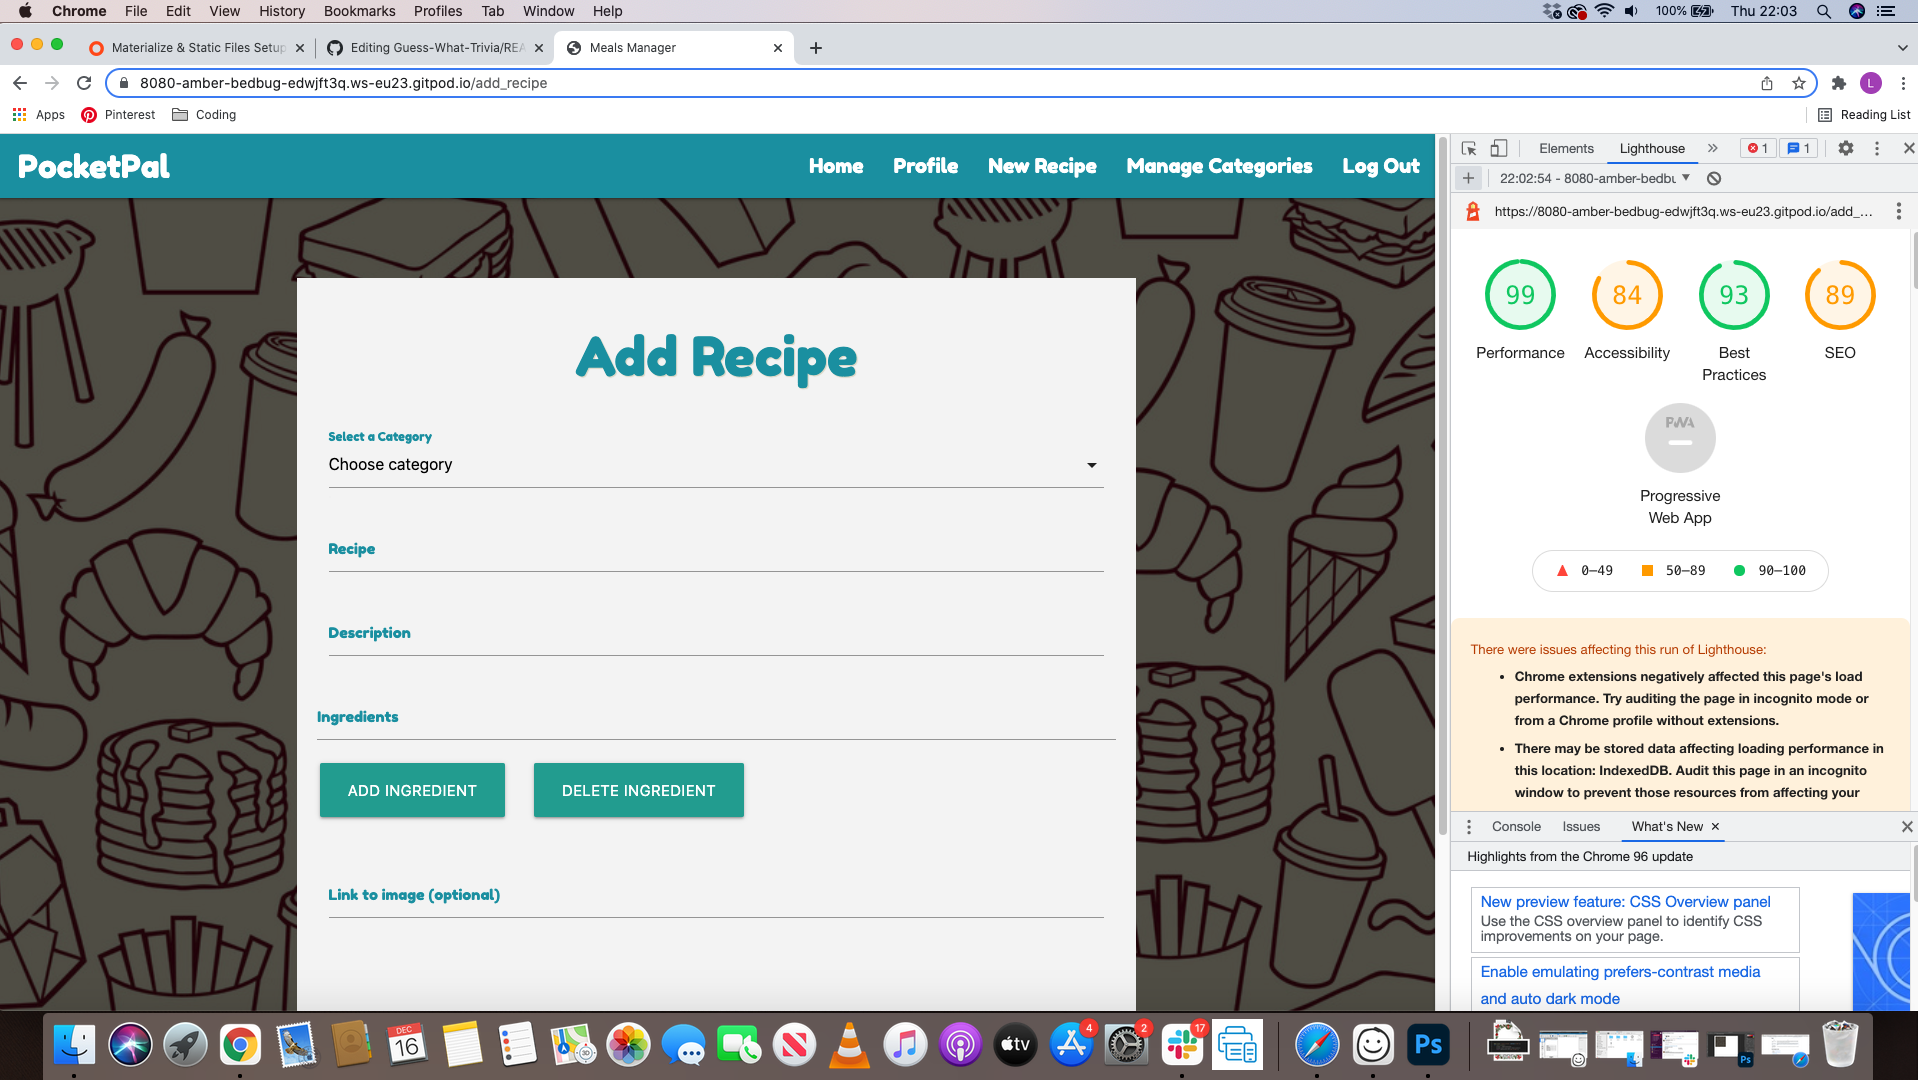 Chrome File Edit View History Bookmarks Profiles Tab Window Help 100% Thu 22:03
Materialize & Static Files Setup Editing Guess-What-Trivia/REA Meals Manager
8080-amber-bedbug-edwjft3q.ws-eu23.gitpod.io/add_recipe L
Apps Pinterest Coding Reading List
PocketPal Home Profile New Recipe Manage Categories Log Out
Add Recipe
Select a Category
Choose category
Recipe
Description
Ingredients
ADD INGREDIENT DELETE INGREDIENT
Link to image (optional)
Elements Lighthouse 1 1
22:02:54 - 8080-amber-bedbu
https://8080-amber-bedbug-edwjft3q.ws-eu23.gitpod.io/add_...
99 84 93 89
Performance Accessibility Best Practices SEO
PWA
Progressive
Web App
0–49 50–89 90–100
There were issues affecting this run of Lighthouse:
Chrome extensions negatively affected this page's load
performance. Try auditing the page in incognito mode or
from a Chrome profile without extensions.
There may be stored data affecting loading performance in
this location: IndexedDB. Audit this page in an incognito
window to prevent those resources from affecting your
Console Issues What's New
Highlights from the Chrome 96 update
New preview feature: CSS Overview panel
Use the CSS overview panel to identify CSS
improvements on your page.
Enable emulating prefers-contrast media
and auto dark mode
DEC
16
3D
tv
4
2
17
Ps